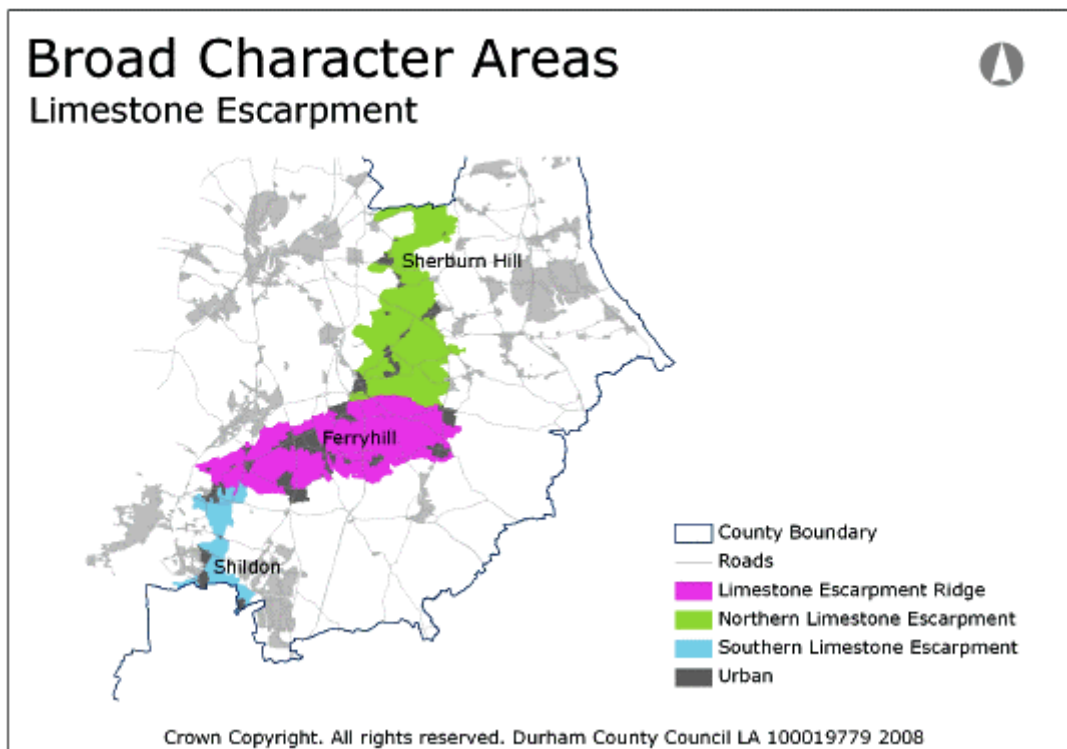 Broad Character Areas
Limestone Escarpment
Sherburn Hill
Ferryhill
Shildon
County Boundary
Roads
Limestone Escarpment Ridge
Northern Limestone Escarpment
Southern Limestone Escarpment
Urban
Crown Copyright. All rights reserved. Durham County Council LA 100019779 2008